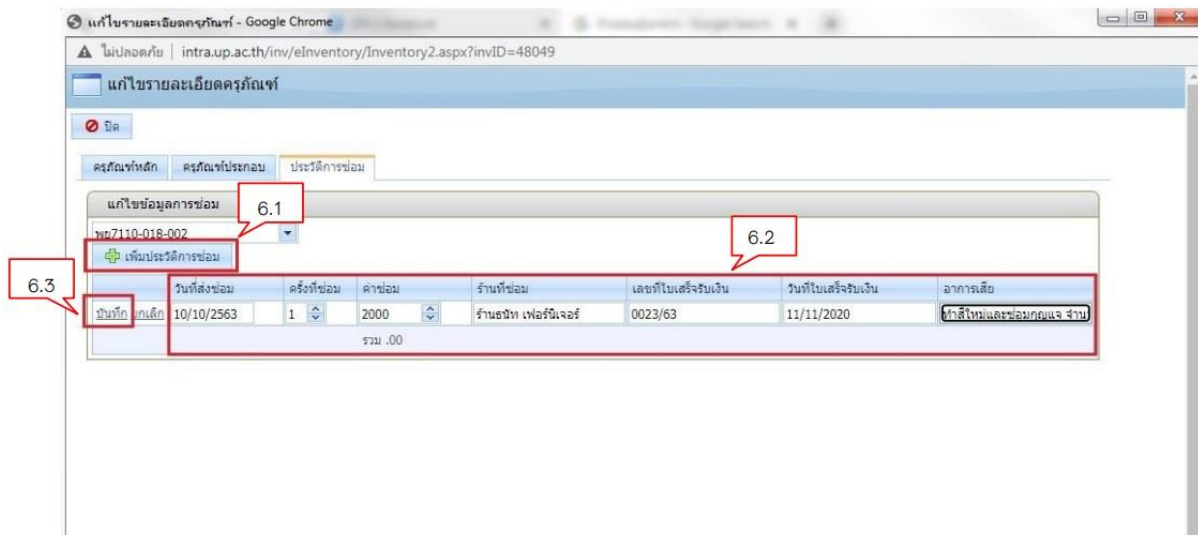 แก้ไขรายละเอียดครุภัณฑ์ - Google Chrome
ไม่ปลอดภัย | intra.up.ac.th/inv/eInventory/Inventory2.aspx?invID=48049
แก้ไขรายละเอียดครุภัณฑ์
ปิด
ครุภัณฑ์หลัก ครุภัณฑ์ประกอบ ประวัติการซ่อม
แก้ไขข้อมูลการซ่อม
6.1
พย7110-018-002
6.2
เพิ่มประวัติการซ่อม
6.3
วันที่ส่งซ่อม ครั้งที่ซ่อม ค่าซ่อม ร้านที่ซ่อม เลขที่ใบเสร็จรับเงิน วันที่ใบเสร็จรับเงิน อาการเสีย
บันทึก ยกเลิก 10/10/2563 1 2000 ร้านธนัท เฟอร์นิเจอร์ 0023/63 11/11/2020 ทำสีใหม่และซ่อมกุญแจ จำน
รวม .00